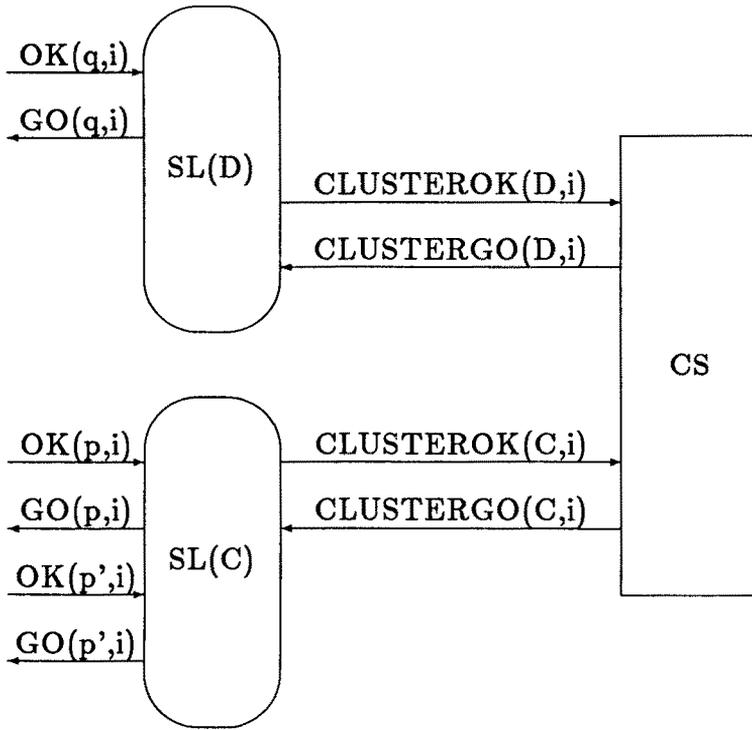 OK(q,i)
GO(q,i)
SL(D)
CLUSTEROK(D,i)
CLUSTERGO(D,i)
CS
OK(p,i)
CLUSTEROK(C,i)
GO(p,i)
CLUSTERGO(C,i)
SL(C)
OK(p',i)
GO(p',i)